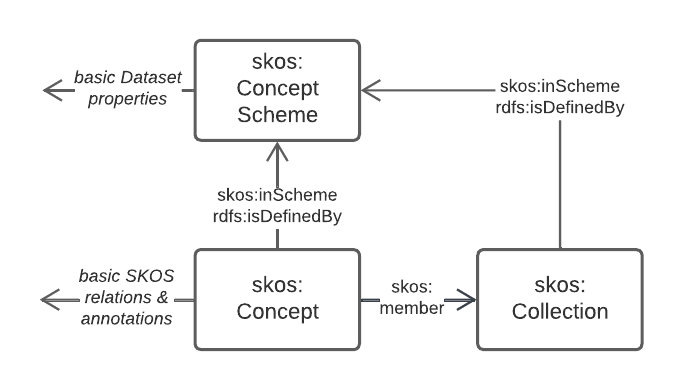 skos:
Concept
Scheme
basic Dataset
properties
skos:inScheme
rdfs:isDefinedBy
skos:inScheme
rdfs:isDefinedBy
basic SKOS
relations &
annotations
skos:
Concept
skos:
member
skos:
Collection